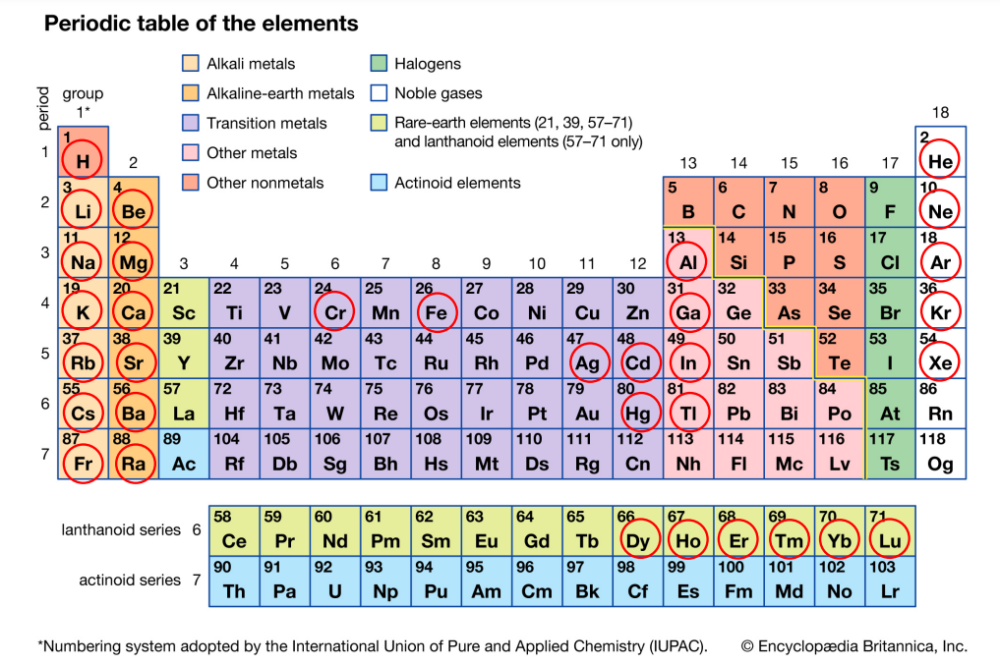 Periodic table of the elements
Alkali metals
Alkaline-earth metals
Transition metals
Other metals
Other nonmetals
Halogens
Noble gases
Rare-earth elements (21, 39, 57–71)
and lanthanoid elements (57–71 only)
Actinoid elements
period
group
1* 18
1 2
1 H He
2 13 14 15 16 17
3 4 5 6 7 8 9 10
2 Li Be B C N O F Ne
11 12 13 14 15 16 17 18
3 Na Mg Al Si P S Cl Ar
3 4 5 6 7 8 9 10 11 12
19 20 21 22 23 24 25 26 27 28 29 30 31 32 33 34 35 36
4 K Ca Sc Ti V Cr Mn Fe Co Ni Cu Zn Ga Ge As Se Br Kr
37 38 39 40 41 42 43 44 45 46 47 48 49 50 51 52 53 54
5 Rb Sr Y Zr Nb Mo Tc Ru Rh Pd Ag Cd In Sn Sb Te I Xe
55 56 57 72 73 74 75 76 77 78 79 80 81 82 83 84 85 86
6 Cs Ba La Hf Ta W Re Os Ir Pt Au Hg Tl Pb Bi Po At Rn
87 88 89 104 105 106 107 108 109 110 111 112 113 114 115 116 117 118
7 Fr Ra Ac Rf Db Sg Bh Hs Mt Ds Rg Cn Nh Fl Mc Lv Ts Og
58 59 60 61 62 63 64 65 66 67 68 69 70 71
lanthanoid series 6 Ce Pr Nd Pm Sm Eu Gd Tb Dy Ho Er Tm Yb Lu
90 91 92 93 94 95 96 97 98 99 100 101 102 103
actinoid series 7 Th Pa U Np Pu Am Cm Bk Cf Es Fm Md No Lr
*Numbering system adopted by the International Union of Pure and Applied Chemistry (IUPAC). © Encyclopædia Britannica, Inc.